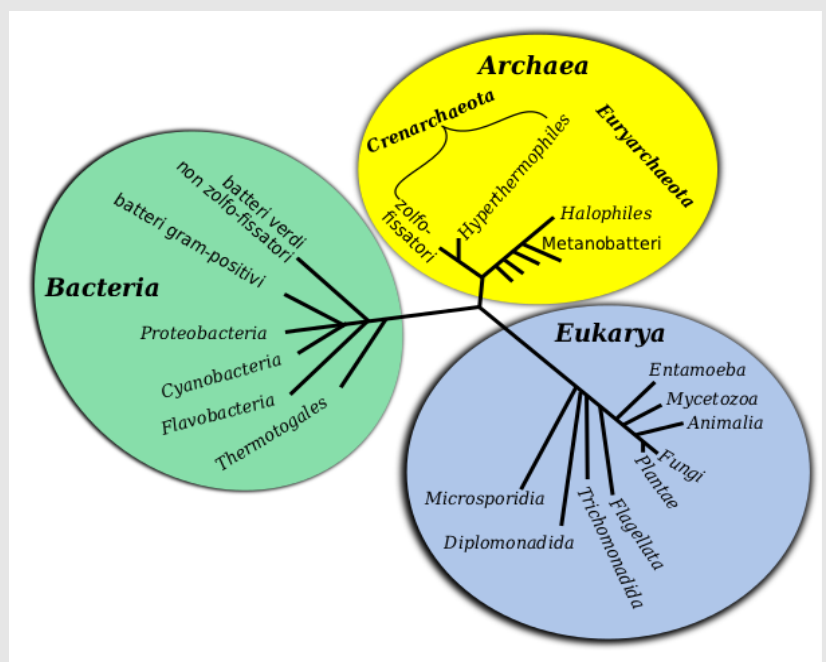 Archaea
Crenarchaeota
Euryarchaeota
Hyperthermophiles
zolfo-
fissatori
Halophiles
Metanobatteri
Bacteria
batteri verdi
non zolfo-fissatori
batteri gram-positivi
Proteobacteria
Cyanobacteria
Flavobacteria
Thermotogales
Eukarya
Entamoeba
Mycetozoa
Animalia
Fungi
Plantae
Microsporidia
Diplomonadida
Trichomonadida
Flagellata